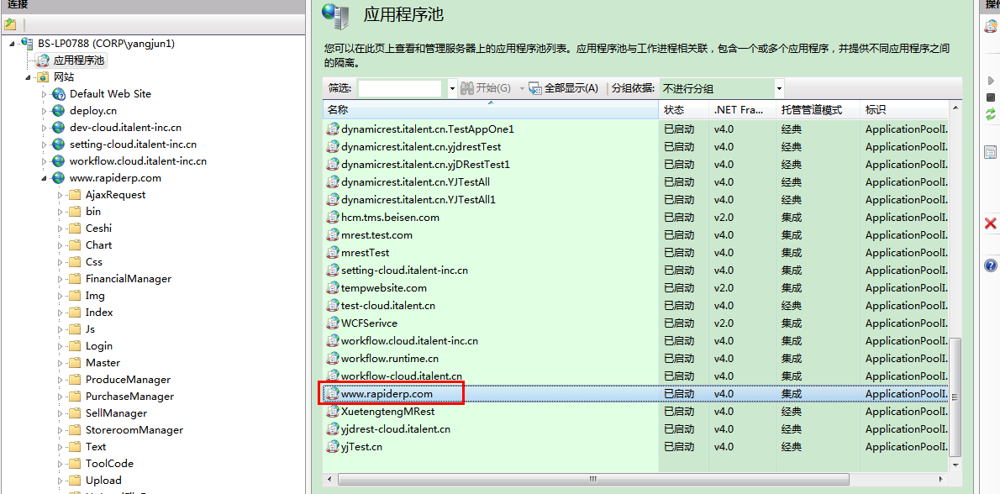 连接
BS-LP0788 (CORP\yangjun1)
应用程序池
网站
Default Web Site
deploy.cn
dev-cloud.italent-inc.cn
setting-cloud.italent-inc.cn
workflow.cloud.italent-inc.cn
www.rapiderp.com
AjaxRequest
bin
Ceshi
Chart
Css
FinancialManager
Img
Index
Js
Login
Master
ProduceManager
PurchaseManager
SellManager
StoreroomManager
Text
ToolCode
Upload
应用程序池
您可以在此页上查看和管理服务器上的应用程序池列表。应用程序池与工作进程相关联，包含一个或多个应用程序，并提供不同应用程序之间
的隔离。
筛选: 开始(G) 全部显示(A) 分组依据: 不进行分组
名称 状态 .NET Fra... 托管管道模式 标识
dynamicrest.italent.cn.TestAppOne1 已启动 v4.0 经典 ApplicationPoolI...
dynamicrest.italent.cn.yjdrestTest 已启动 v4.0 经典 ApplicationPoolI...
dynamicrest.italent.cn.yjDRestTest1 已启动 v4.0 经典 ApplicationPoolI...
dynamicrest.italent.cn.YJTestAll 已启动 v4.0 经典 ApplicationPoolI...
dynamicrest.italent.cn.YJTestAll1 已启动 v4.0 经典 ApplicationPoolI...
hcm.tms.beisen.com 已启动 v2.0 集成 ApplicationPoolI...
mrest.test.com 已启动 v4.0 集成 ApplicationPoolI...
mrestTest 已启动 v4.0 集成 ApplicationPoolI...
setting-cloud.italent-inc.cn 已启动 v4.0 集成 ApplicationPoolI...
tempwebsite.com 已启动 v2.0 集成 ApplicationPoolI...
test-cloud.italent.cn 已启动 v4.0 经典 ApplicationPoolI...
WCFSerivce 已启动 v2.0 集成 ApplicationPoolI...
workflow.cloud.italent-inc.cn 已启动 v4.0 集成 ApplicationPoolI...
workflow.runtime.cn 已启动 v4.0 集成 ApplicationPoolI...
workflow-cloud.italent.cn 已启动 v4.0 集成 ApplicationPoolI...
www.rapiderp.com 已启动 v4.0 集成 ApplicationPoolI...
XuetengtengMRest 已启动 v4.0 经典 ApplicationPoolI...
yjdrest-cloud.italent.cn 已启动 v4.0 经典 ApplicationPoolI...
yjTest.cn 已启动 v4.0 经典 ApplicationPoolI...